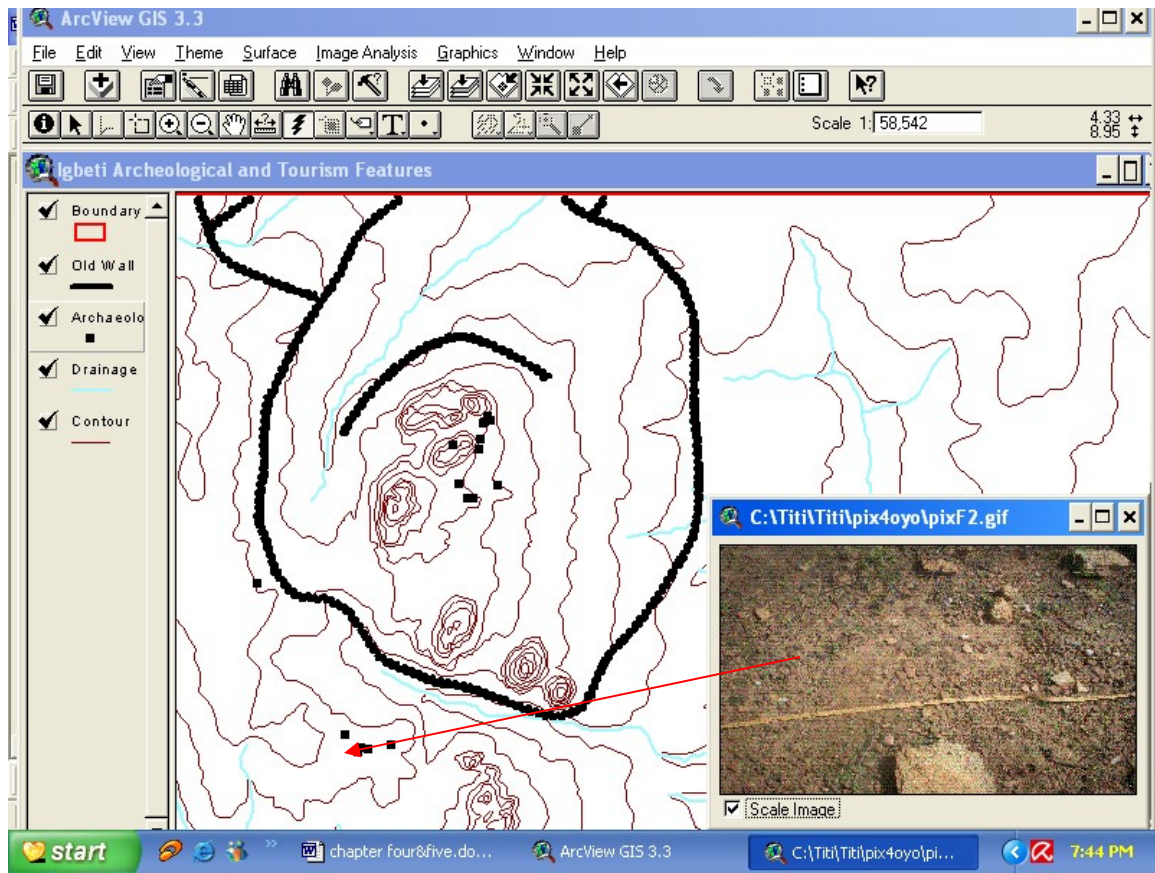 ArcView GIS 3.3
File Edit View Theme Surface Image Analysis Graphics Window Help
Scale 1: 58,542
4.33
8.95
Igbeti Archeological and Tourism Features
Boundary
Old Wall
Archaeolo
Drainage
Contour
C:\Titi\Titi\pix4oyo\pixF2.gif
Scale Image
start
chapter four&five.do...
ArcView GIS 3.3
C:\Titi\Titi\pix4oyo\pi...
7:44 PM